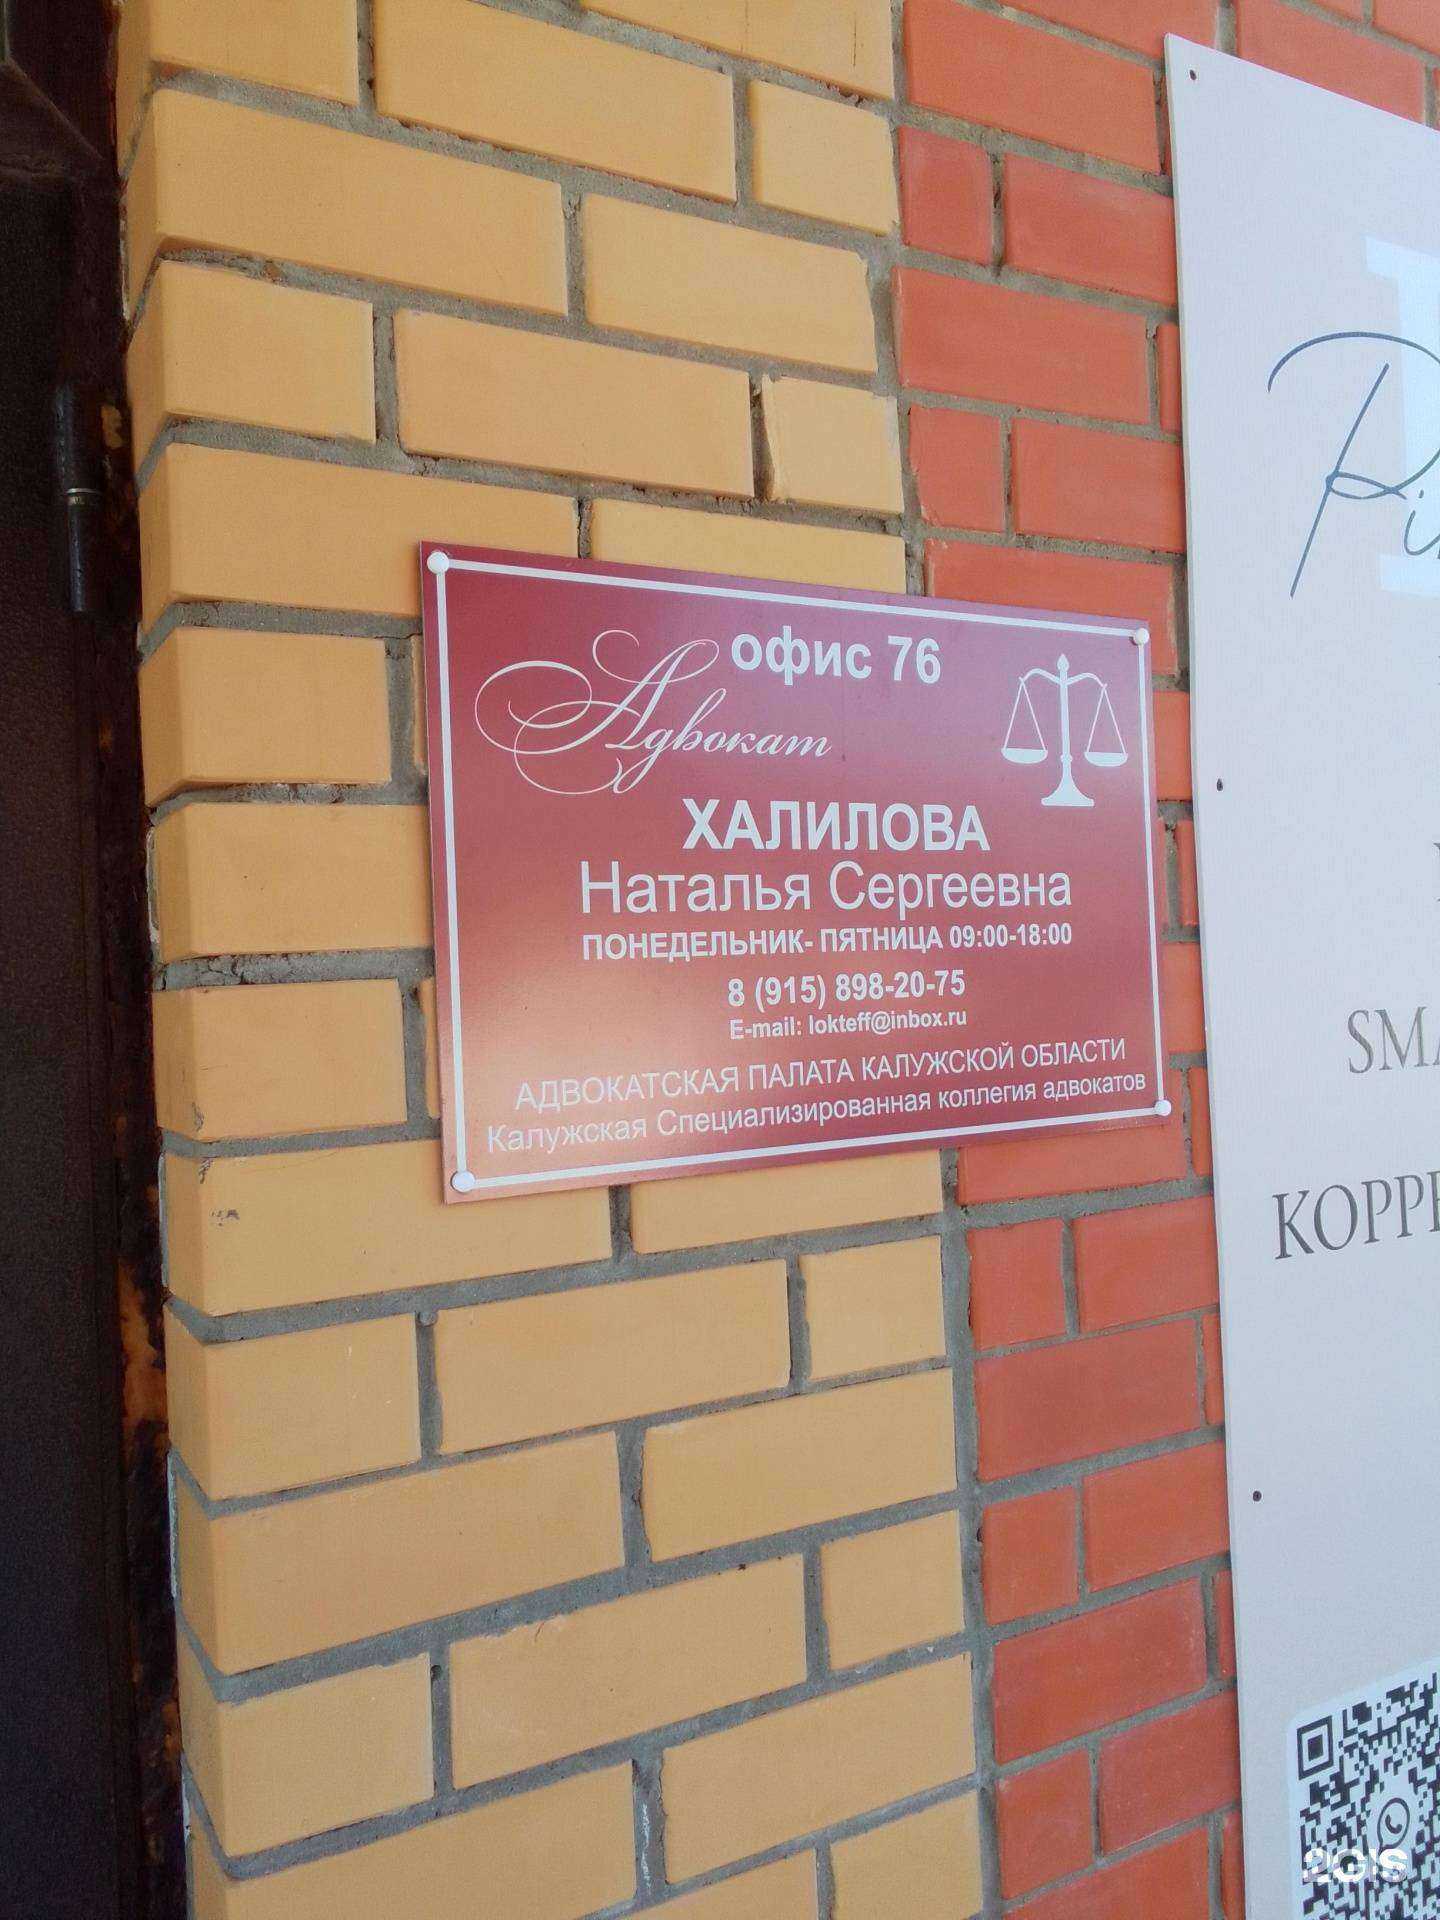 офис 76
Адвокат
ХАЛИЛОВА
Наталья Сергеевна
ПОНЕДЕЛЬНИК- ПЯТНИЦА 09:00-18:00
8 (915) 898-20-75
E-mail: lokteff@inbox.ru
АДВОКАТСКАЯ ПАЛАТА КАЛУЖСКОЙ ОБЛАСТИ
Калужская Специализированная коллегия адвокатов
SMA
КОРР
2GIS